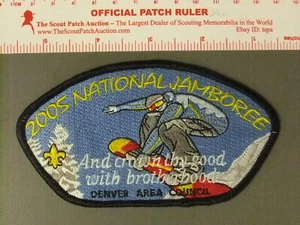 OFFICIAL PATCH RULER
The Scout Patch Auction – The Largest Dealer of Scouting Memorabilia in the World
www.TheScoutPatchAuction.com Ebay ID: tspa
2005 NATIONAL JAMBOREE
And crown thy good
with brotherhood
DENVER AREA COUNCIL